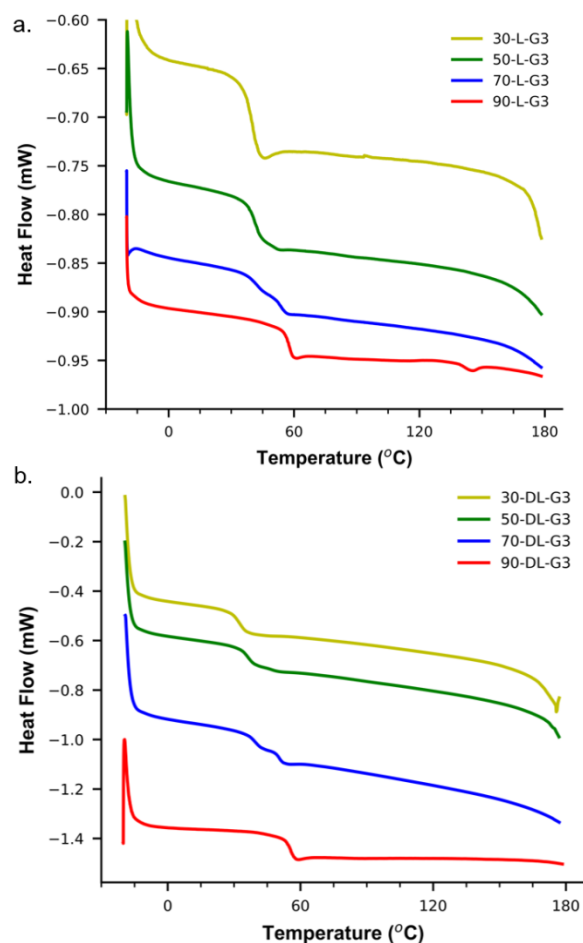 a.
−0.60
−0.65
−0.70
−0.75
−0.80
−0.85
−0.90
−0.95
−1.00
Heat Flow (mW)
30-L-G3
50-L-G3
70-L-G3
90-L-G3
0 60 120 180
Temperature (°C)
b.
0.0
−0.2
−0.4
−0.6
−0.8
−1.0
−1.2
−1.4
Heat Flow (mW)
30-DL-G3
50-DL-G3
70-DL-G3
90-DL-G3
0 60 120 180
Temperature (°C)